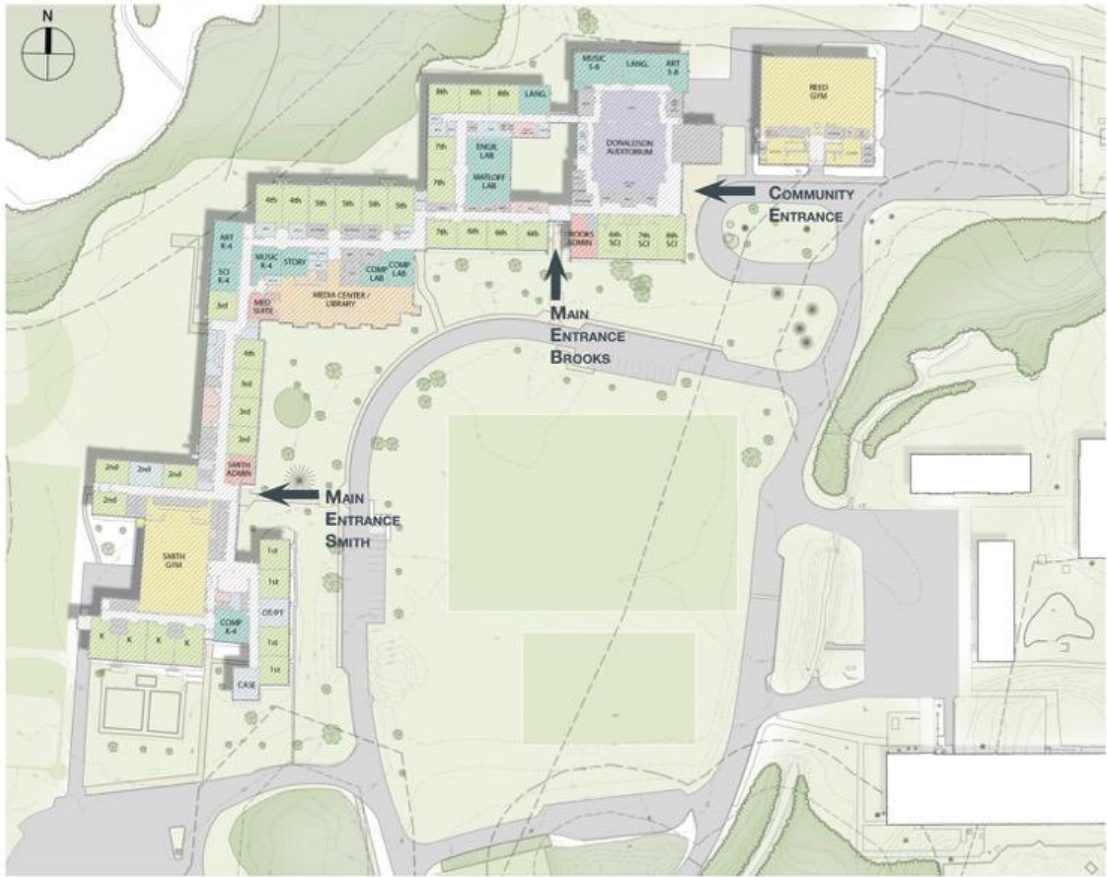 N
MUSIC
5-8
LANG.
ART
5-8
REED
GYM
8th
8th
8th
LANG.
DONALDSON
AUDITORIUM
7th
ENGR.
LAB
7th
MATLOFF
LAB
COMMUNITY
ENTRANCE
4th
4th
5th
5th
5th
5th
7th
6th
6th
6th
6th
SCI
7th
SCI
8th
SCI
ART
K-4
SCI
K-4
MUSIC
K-4
STORY
COMP
LAB
COMP
LAB
MEDIA CENTER /
LIBRARY
3rd
MED
SUITE
MAIN
ENTRANCE
BROOKS
4th
3rd
3rd
3rd
SMITH
ADMIN
2nd
2nd
2nd
2nd
MAIN
ENTRANCE
SMITH
SMITH
GYM
1st
1st
OT/PT
COMP
K-4
K
K
K
K
1st
1st
CASE